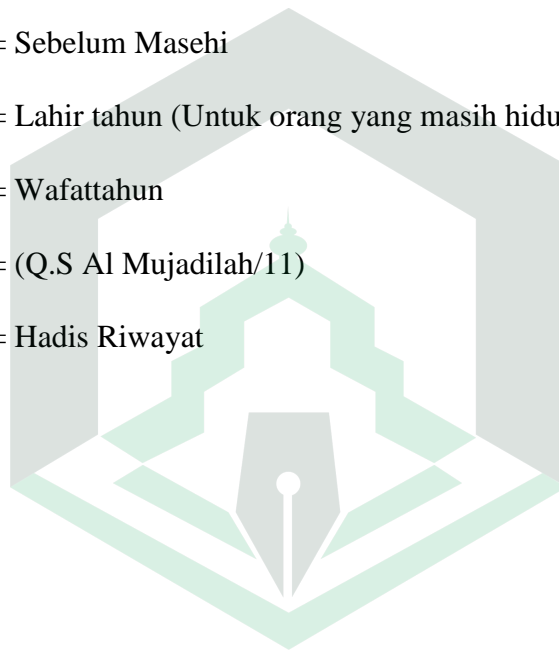 = Sebelum Masehi
= Lahir tahun (Untuk orang yang masih hidu
= Wafattahun
= (Q.S Al Mujadilah/11)
= Hadis Riwayat